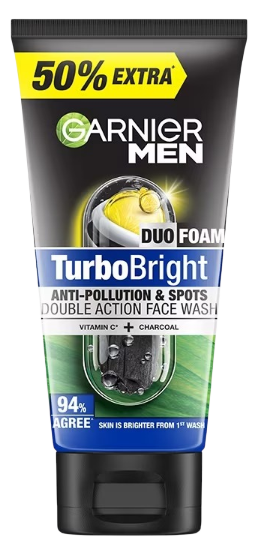 50% EXTRA*
GARNIER
MEN
DUO FOAM
TurboBright
ANTI-POLLUTION & SPOTS
DOUBLE ACTION FACE WASH
VITAMIN C* + CHARCOAL
94%
AGREE*
SKIN IS BRIGHTER FROM 1ST WASH